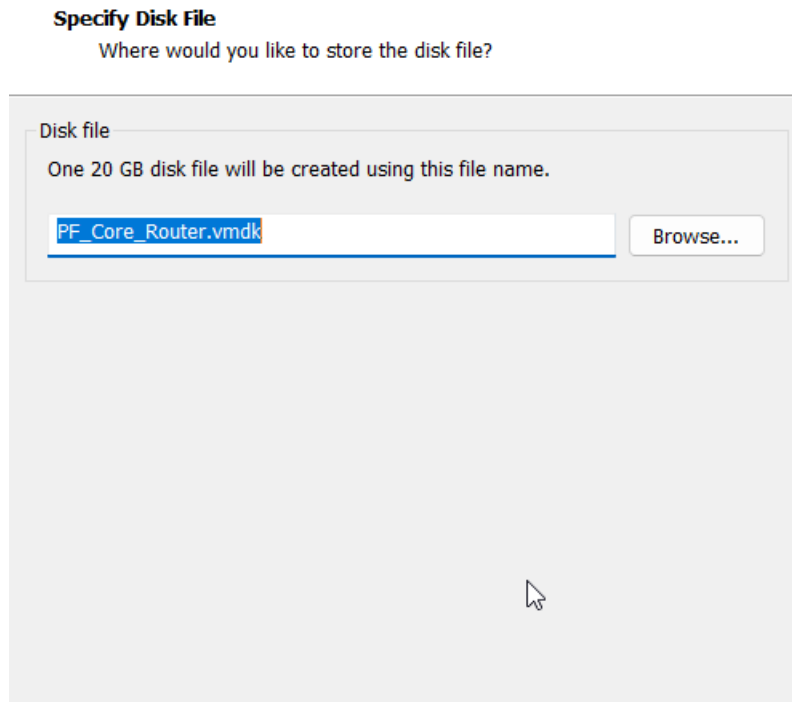 Specify Disk File
Where would you like to store the disk file?
Disk file
One 20 GB disk file will be created using this file name.
PF_Core_Router.vmdk
Browse...